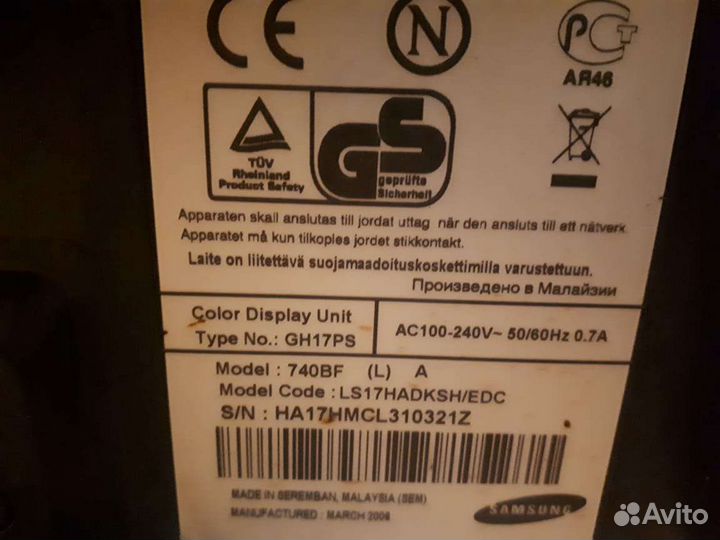 CE
N
РСТ
АЯ46
TÜV
Rheinland
Product Safety
GS
geprüfte
Sicherheit
Apparaten skall anslutas till jordat uttag när den ansluts till ett nätverk
Apparatet må kun tilkoples jordet stikkontakt.
Laite on liitettävä suojamaadoituskoskettimilla varustettuun.
Произведено в Малайзии
Color Display Unit
Type No.: GH17PS
AC100-240V~ 50/60Hz 0.7A
Model : 740BF (L) A
Model Code : LS17HADKSH/EDC
S/N : HA17HMCL310321Z
MADE IN SEREMBAN, MALAYSIA (SEM)
MANUFACTURED : MARCH
SAMSUNG
Avito